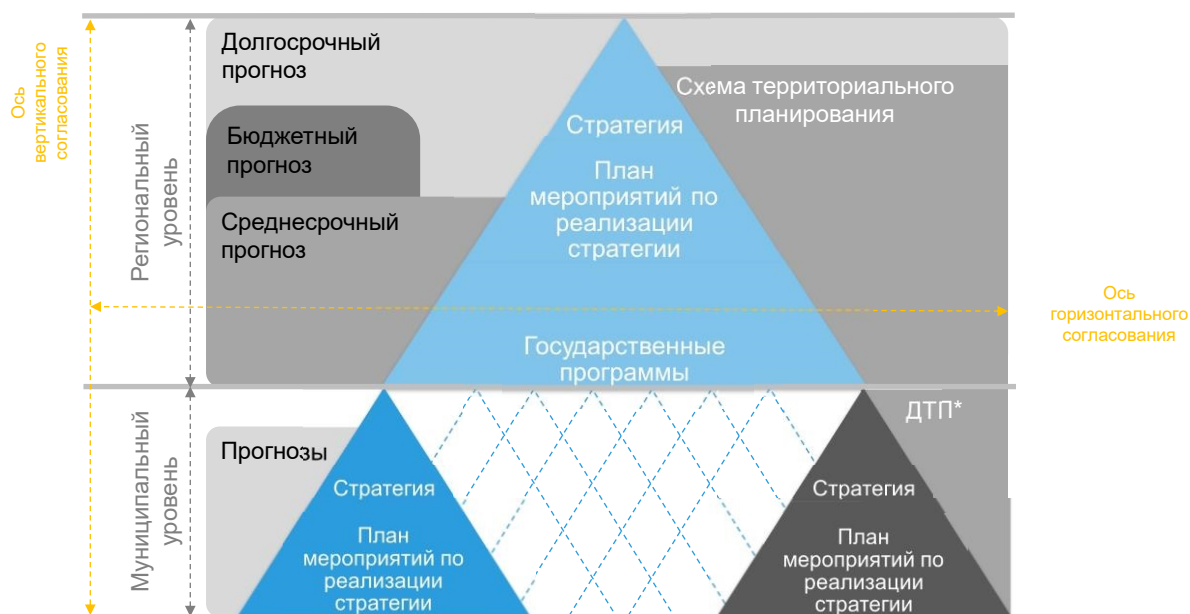 Ось
вертикального
согласования
Региональный
уровень
Долгосрочный
прогноз
Бюджетный
прогноз
Среднесрочный
прогноз
Стратегия
План
мероприятий по
реализации
стратегии
Государственные
программы
Схема территориального
планирования
Ось
горизонтального
согласования
Муниципальный
уровень
Прогнозы
Стратегия
План
мероприятий по
реализации
стратегии
ДТП*
Стратегия
План
мероприятий по
реализации
стратегии